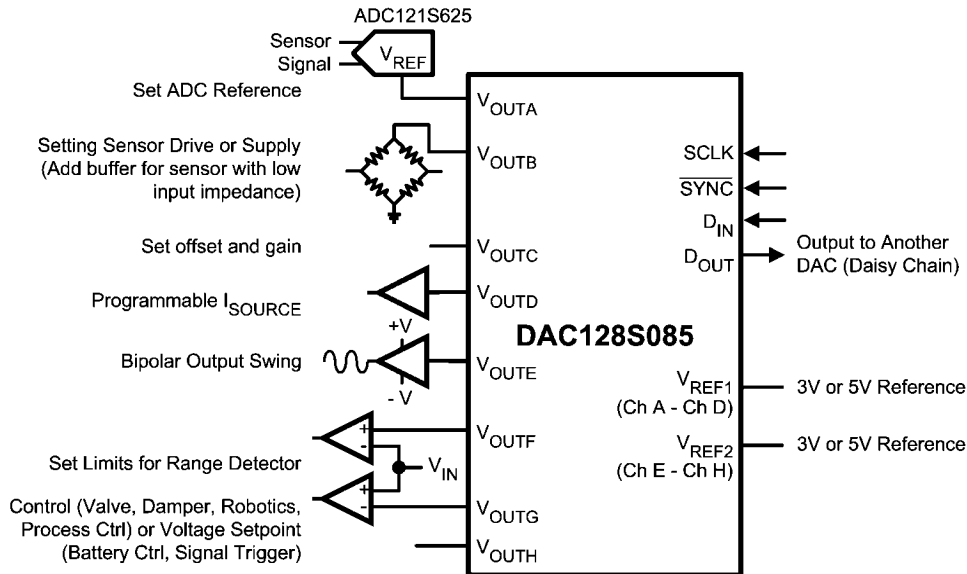 ADC121S625
Sensor
Signal
VREF
Set ADC Reference
VOUTA
Setting Sensor Drive or Supply
(Add buffer for sensor with low
input impedance)
VOUTB
Set offset and gain
VOUTC
Programmable ISOURCE
VOUTD
+V
Bipolar Output Swing
- V
VOUTE
+
-
VOUTF
Set Limits for Range Detector
VIN
+
-
Control (Valve, Damper, Robotics,
Process Ctrl) or Voltage Setpoint
(Battery Ctrl, Signal Trigger)
VOUTG
VOUTH
DAC128S085
SCLK
SYNC
DIN
DOUT
Output to Another
DAC (Daisy Chain)
VREF1
(Ch A - Ch D)
3V or 5V Reference
VREF2
(Ch E - Ch H)
3V or 5V Reference